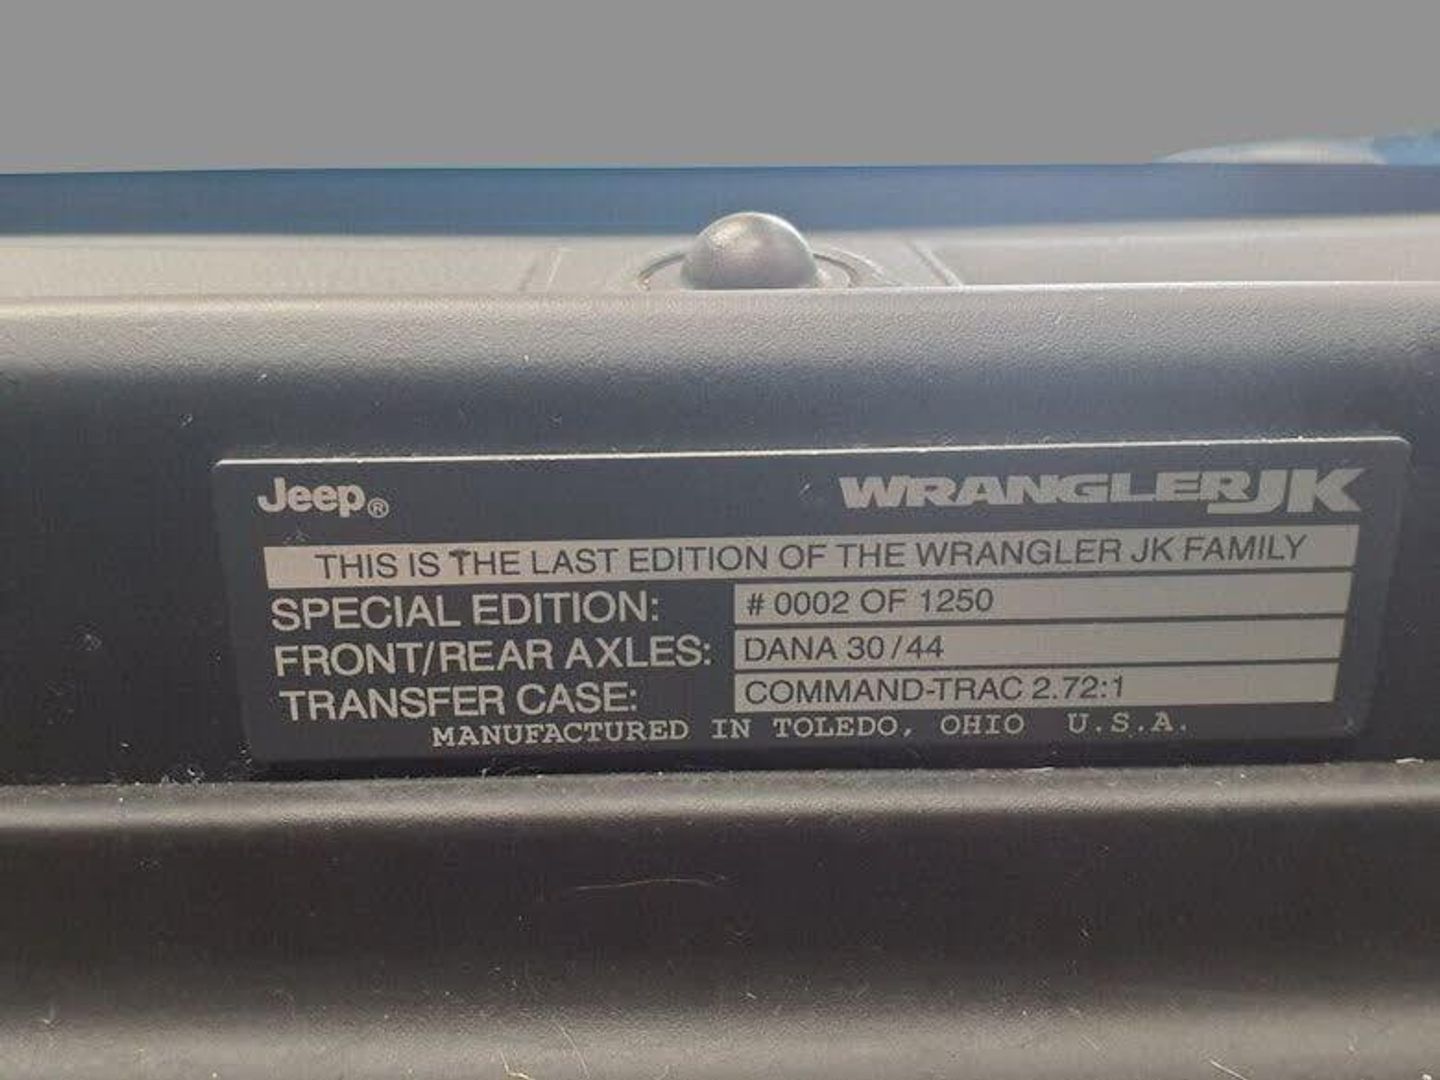 Jeep® WRANGLER JK
THIS IS THE LAST EDITION OF THE WRANGLER JK FAMILY
SPECIAL EDITION: # 0002 OF 1250
FRONT/REAR AXLES: DANA 30/44
TRANSFER CASE: COMMAND-TRAC 2.72:1
MANUFACTURED IN TOLEDO, OHIO U.S.A.